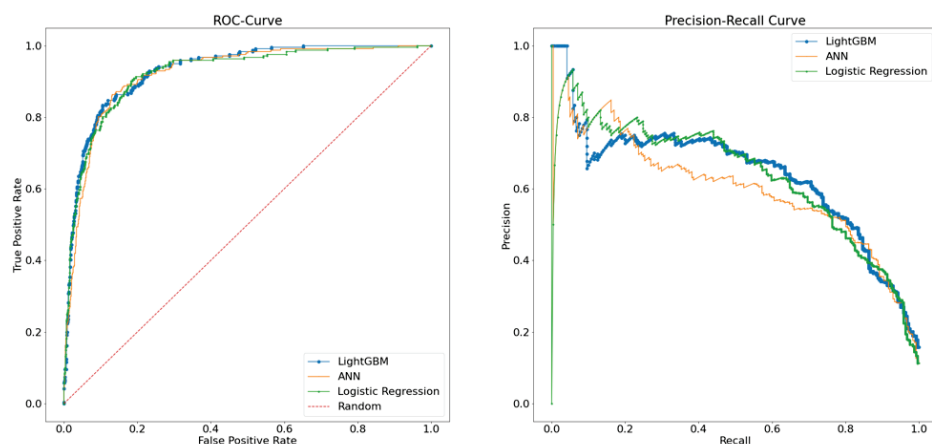 ROC-Curve
1.0
0.8
0.6
0.4
0.2
0.0
True Positive Rate
0.0
0.2
0.4
0.6
0.8
1.0
False Positive Rate
LightGBM
ANN
Logistic Regression
Random
Precision-Recall Curve
1.0
0.8
0.6
0.4
0.2
0.0
Precision
0.0
0.2
0.4
0.6
0.8
1.0
Recall
LightGBM
ANN
Logistic Regression